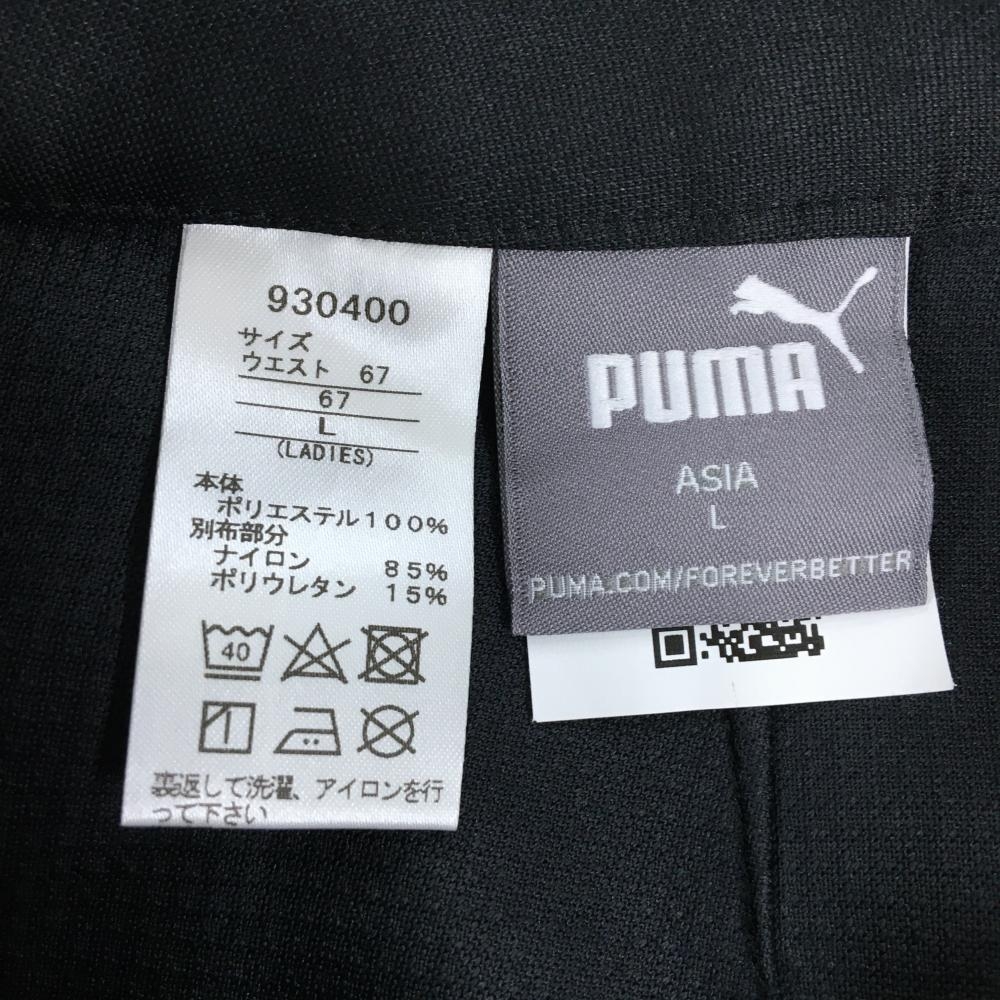 930400
サイズ
ウエスト 67
67
L
(LADIES)
本体
ポリエステル100%
別布部分
ナイロン 85%
ポリウレタン 15%
40
裏返して洗濯、アイロンを行
って下さい
PUMA
ASIA
L
PUMA.COM/FOREVERBETTER